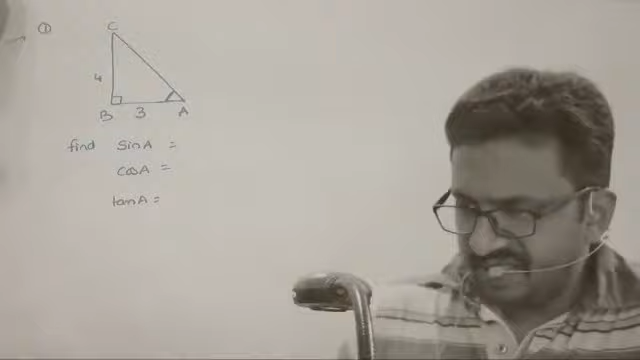 ①
C
4
B 3 A
find sinA =
cosA =
tanA =